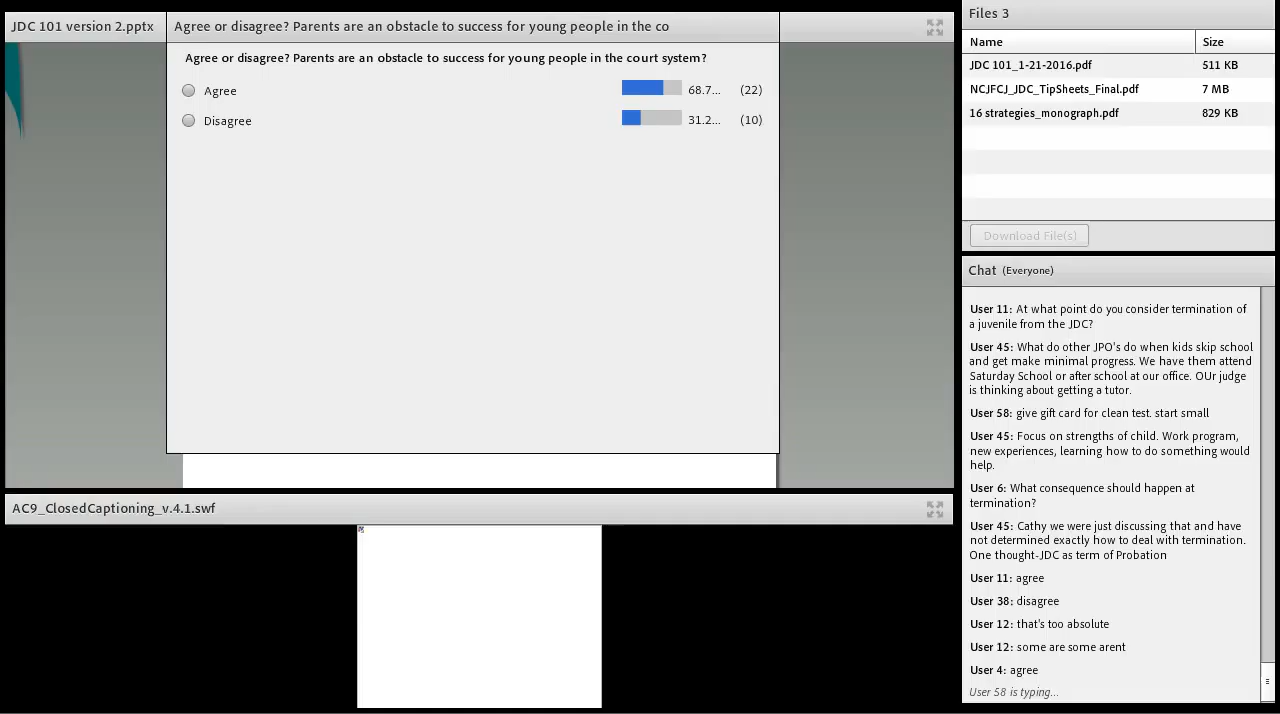 JDC 101 version 2.pptx
Agree or disagree? Parents are an obstacle to success for young people in the co
Agree or disagree? Parents are an obstacle to success for young people in the court system?
Agree 68.7... (22)
Disagree 31.2... (10)
AC9_ClosedCaptioning_v.4.1.swf
Files 3
Name Size
JDC 101_1-21-2016.pdf 511 KB
NCJFCJ_JDC_TipSheets_Final.pdf 7 MB
16 strategies_monograph.pdf 829 KB
Download File(s)
Chat (Everyone)
User 11: At what point do you consider termination of
a juvenile from the JDC?
User 45: What do other JPO's do when kids skip school
and get make minimal progress. We have them attend
Saturday School or after school at our office. OUr judge
is thinking about getting a tutor.
User 58: give gift card for clean test. start small
User 45: Focus on strengths of child. Work program,
new experiences, learning how to do something would
help.
User 6: What consequence should happen at
termination?
User 45: Cathy we were just discussing that and have
not determined exactly how to deal with termination.
One thought-JDC as term of Probation
User 11: agree
User 38: disagree
User 12: that's too absolute
User 12: some are some arent
User 4: agree
User 58 is typing...